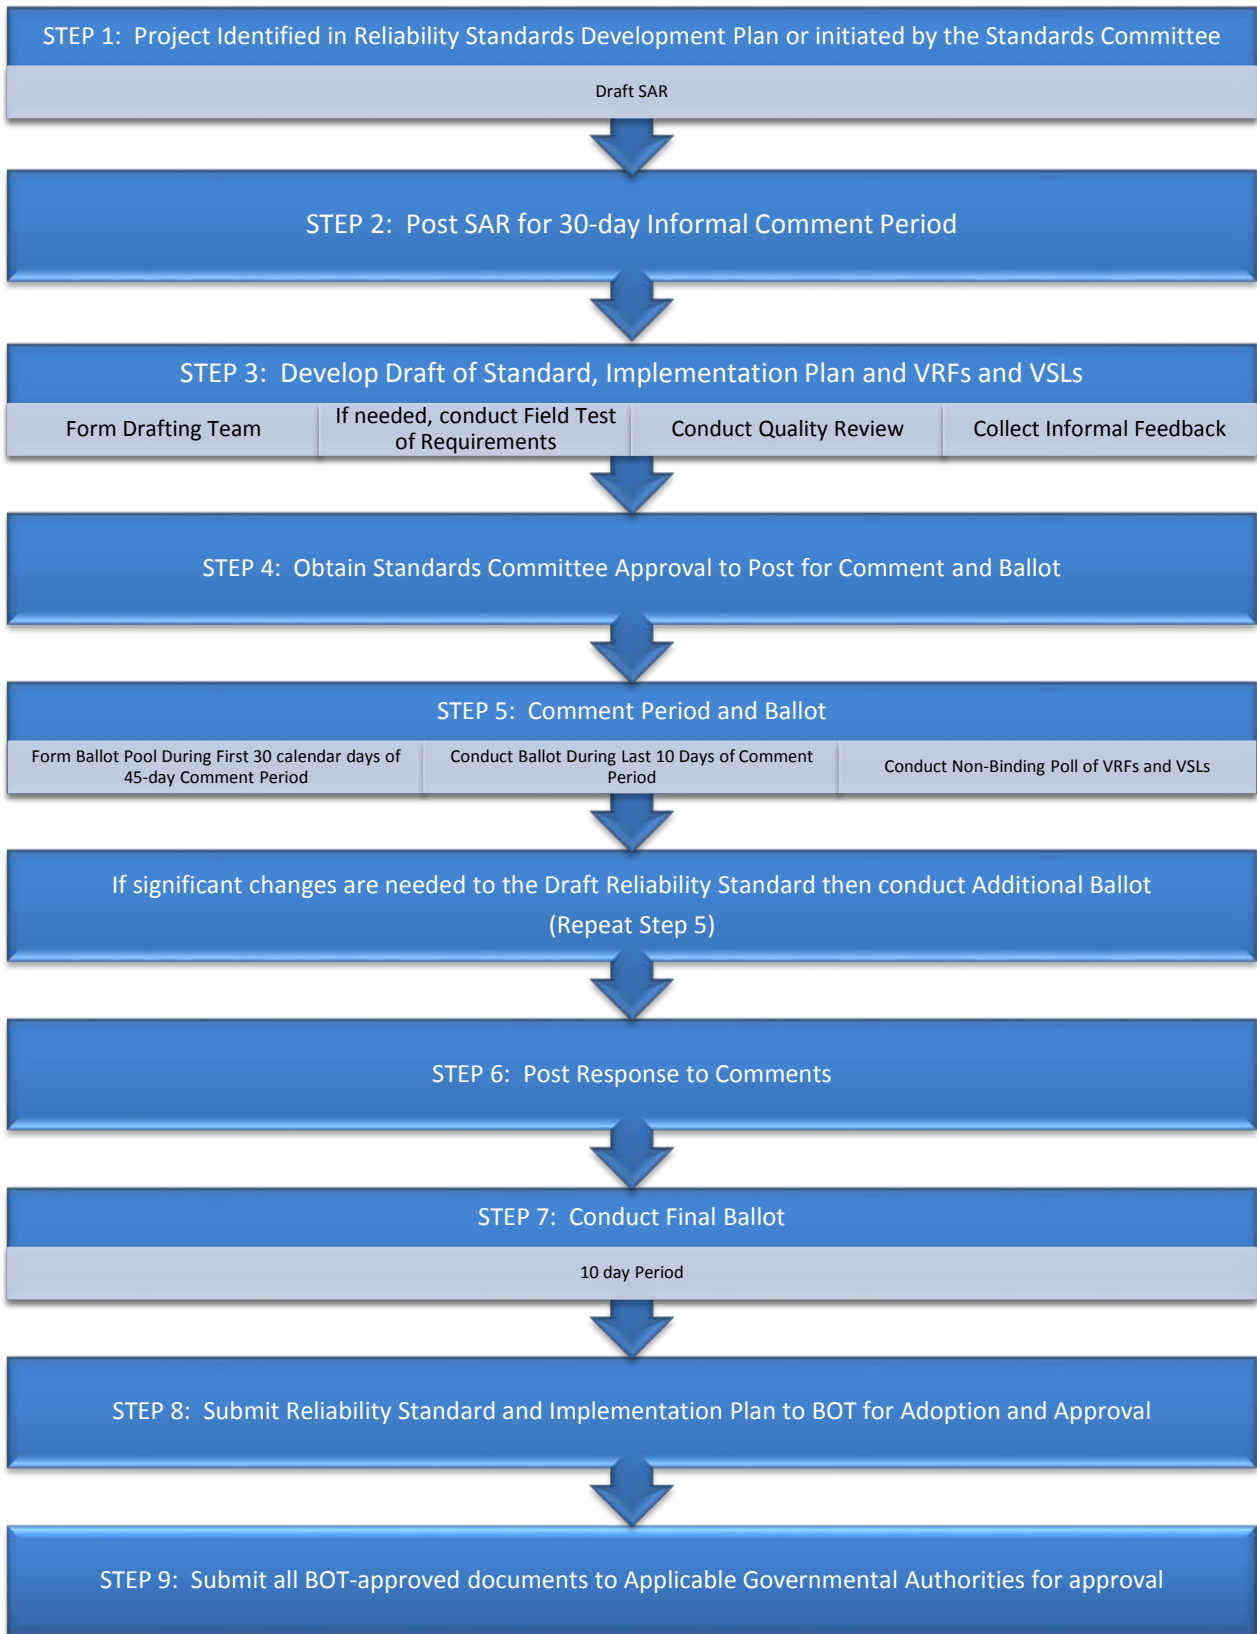 STEP 1: Project Identified in Reliability Standards Development Plan or initiated by the Standards Committee
Draft SAR
STEP 2: Post SAR for 30-day Informal Comment Period
STEP 3: Develop Draft of Standard, Implementation Plan and VRFs and VSLs
Form Drafting Team
If needed, conduct Field Test
of Requirements
Conduct Quality Review
Collect Informal Feedback
STEP 4: Obtain Standards Committee Approval to Post for Comment and Ballot
STEP 5: Comment Period and Ballot
Form Ballot Pool During First 30 calendar days of
45-day Comment Period
Conduct Ballot During Last 10 Days of Comment
Period
Conduct Non-Binding Poll of VRFs and VSLs
If significant changes are needed to the Draft Reliability Standard then conduct Additional Ballot
(Repeat Step 5)
STEP 6: Post Response to Comments
STEP 7: Conduct Final Ballot
10 day Period
STEP 8: Submit Reliability Standard and Implementation Plan to BOT for Adoption and Approval
STEP 9: Submit all BOT-approved documents to Applicable Governmental Authorities for approval